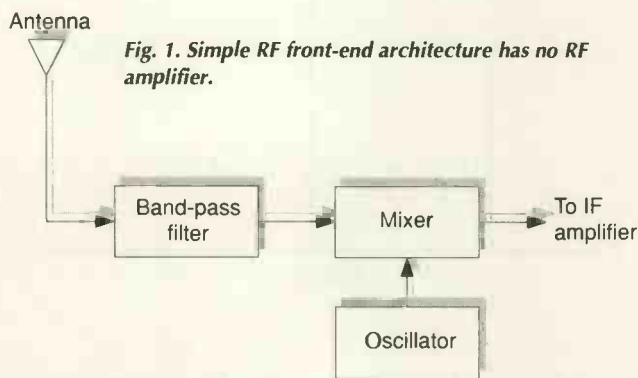 Antenna
Fig. 1. Simple RF front-end architecture has no RF
amplifier.
Band-pass
filter
Mixer
To IF
amplifier
Oscillator